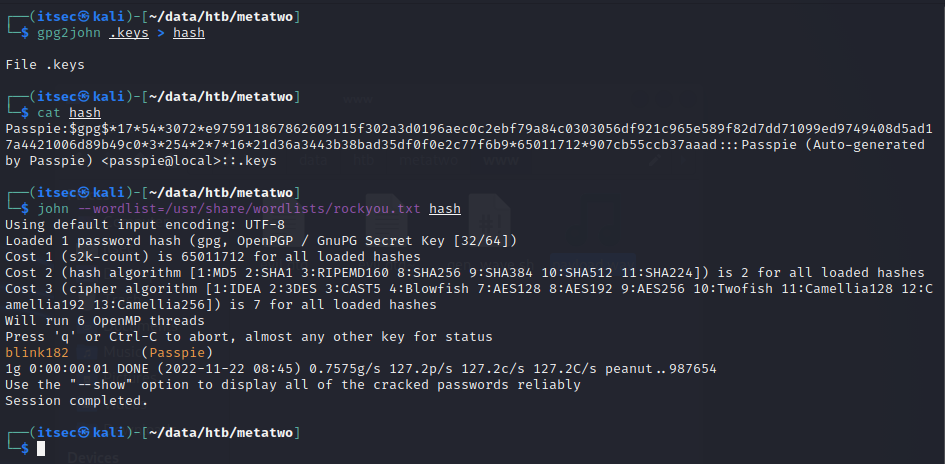 ┌──(itsec㉿kali)-[~/data/htb/metatwo]
└─$ gpg2john .keys > hash
File .keys
┌──(itsec㉿kali)-[~/data/htb/metatwo]
└─$ cat hash
Passpie:$gpg$*17*54*3072*e975911867862609115f302a3d0196aec0c2ebf79a84c0303056df921c965e589f82d7dd71099ed9749408d5ad1
7a4421006d89b49c0*3*254*2*7*16*21d36a3443b38bad35df0f0e2c77f6b9*65011712*907cb55ccb37aaad:::Passpie (Auto-generated
by Passpie) <passpie@local>::.keys
┌──(itsec㉿kali)-[~/data/htb/metatwo]
└─$ john --wordlist=/usr/share/wordlists/rockyou.txt hash
Using default input encoding: UTF-8
Loaded 1 password hash (gpg, OpenPGP / GnuPG Secret Key [32/64])
Cost 1 (s2k-count) is 65011712 for all loaded hashes
Cost 2 (hash algorithm [1:MD5 2:SHA1 3:RIPEMD160 8:SHA256 9:SHA384 10:SHA512 11:SHA224]) is 2 for all loaded hashes
Cost 3 (cipher algorithm [1:IDEA 2:3DES 3:CAST5 4:Blowfish 7:AES128 8:AES192 9:AES256 10:Twofish 11:Camellia128 12:C
amellia192 13:Camellia256]) is 7 for all loaded hashes
Will run 6 OpenMP threads
Press 'q' or Ctrl-C to abort, almost any other key for status
blink182 (Passpie)
1g 0:00:00:01 DONE (2022-11-22 08:45) 0.7575g/s 127.2p/s 127.2c/s 127.2C/s peanut..987654
Use the "--show" option to display all of the cracked passwords reliably
Session completed.
┌──(itsec㉿kali)-[~/data/htb/metatwo]
└─$
Devices